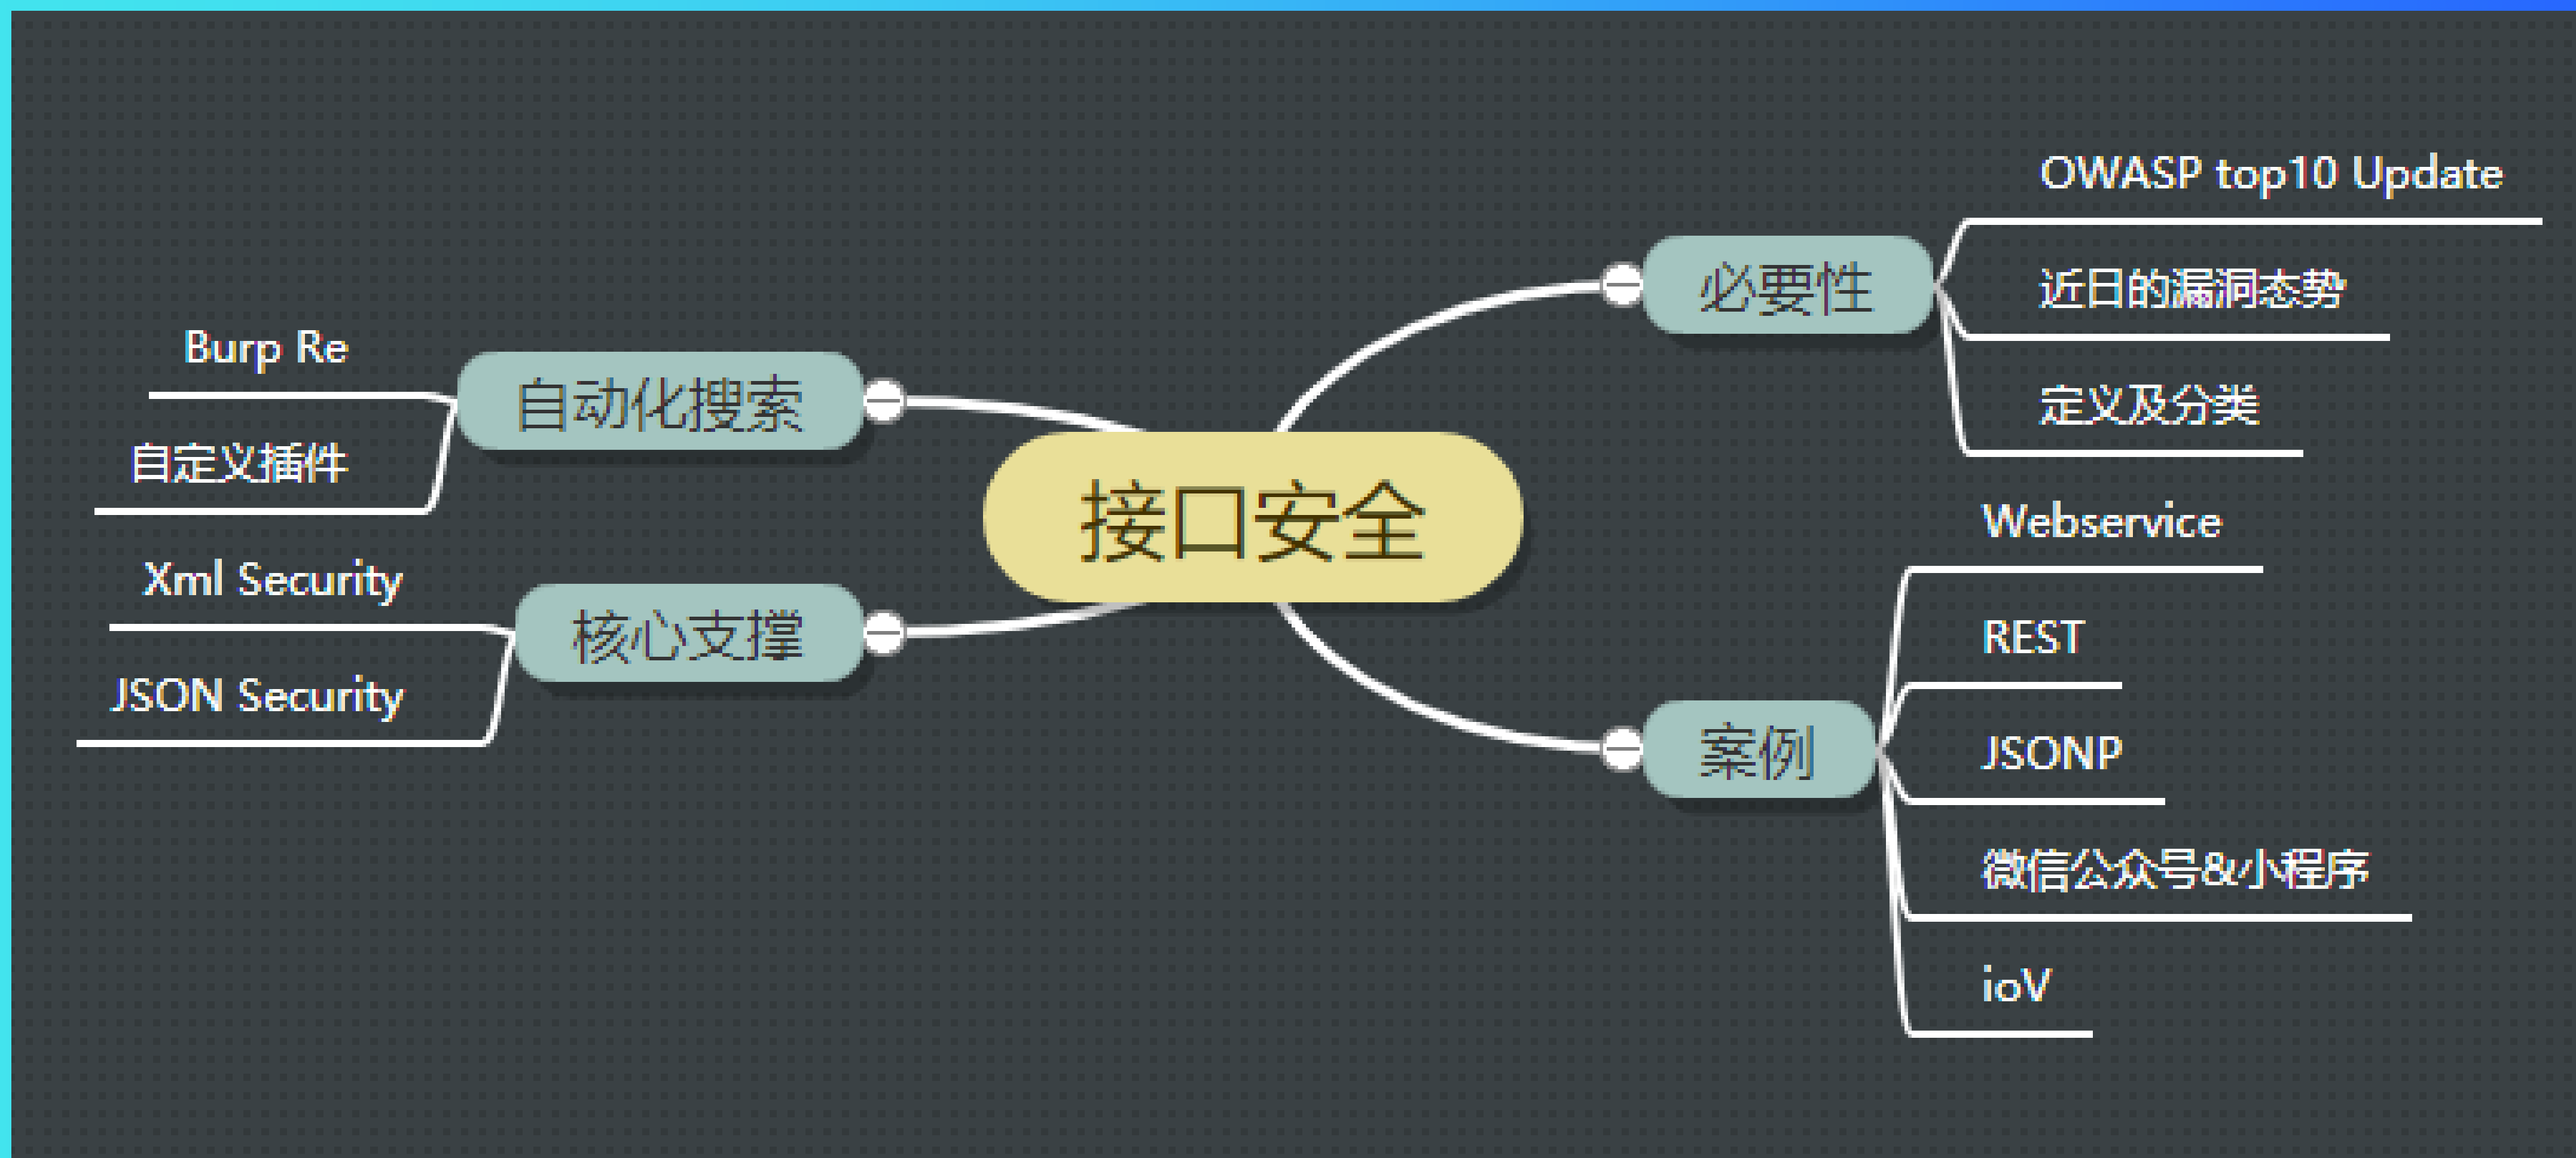 接口安全
必要性
OWASP top10 Update
近日的漏洞态势
定义及分类
案例
Webservice
REST
JSONP
微信公众号&小程序
ioV
自动化搜索
Burp Re
自定义插件
核心支撑
Xml Security
JSON Security